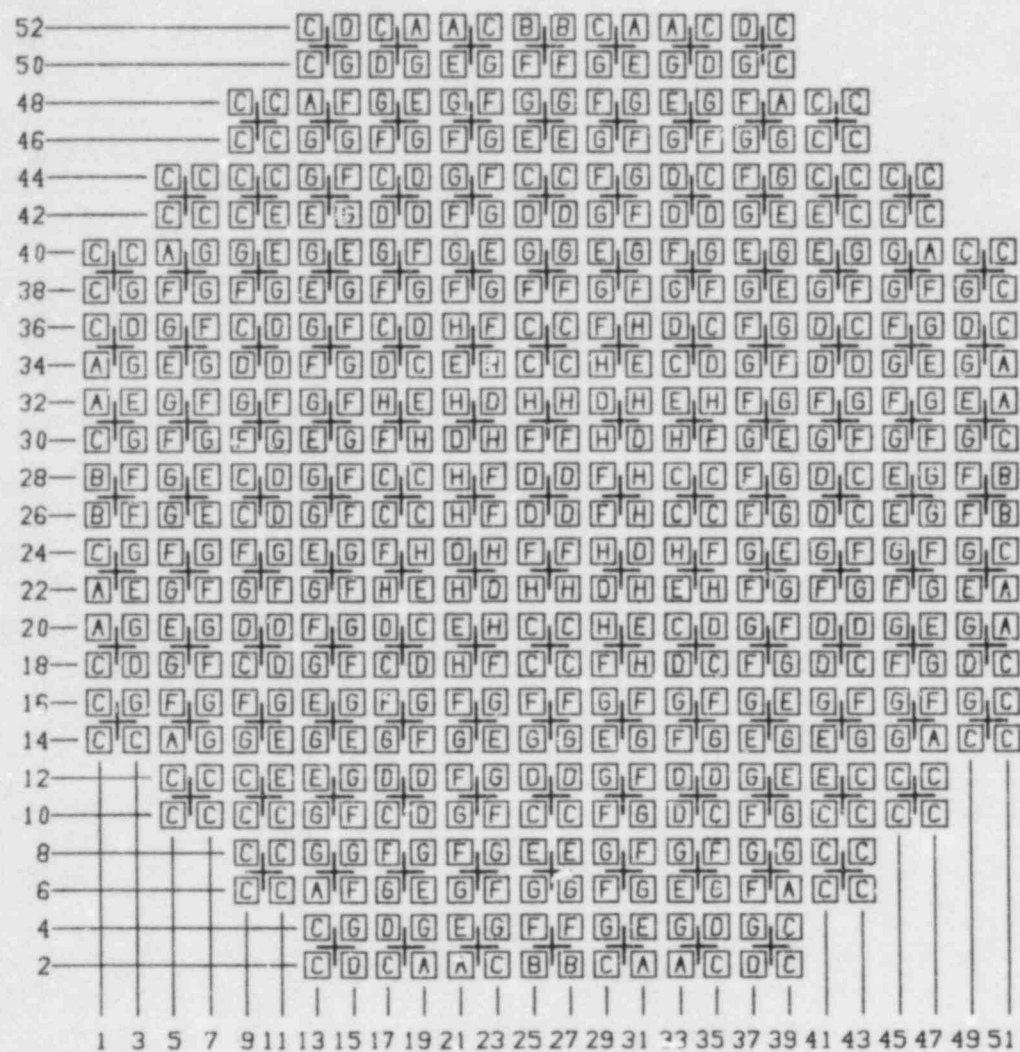 52 C D C A A C B B C A A C D C
50 C G D G E G F F G E G D G C
48 C C A F G E G F G G F G E G F A C C
46 C C G G F G F G E E G F G F G G C C
44 C C C C G F C D G F C C F G D C F G C C C C
42 C C C E E G D D F G D D G F D D G E E C C C
40 C C A G G E G E G F G E G G E G F G E G E G G A C C
38 C G F G F G E G F G F G F F G F G F G E G F G F G C
36 C D G F C D G F C D H F C C F H D C F G D C F G D C
34 A G E G D D F G D C E H C C H E C D G F D D G E G A
32 A E G F G F G F H E H D H H D H E H F G F G F G E A
30 C G F G F G E G F H D H F F H D H F G E G F G F G C
28 B F G E C D G F C C H F D D F H C C F G D C E G F B
26 B F G E C D G F C C H F D D F H C C F G D C E G F B
24 C G F G F G E G F H D H F F H D H F G E G F G F G C
22 A E G F G F G F H E H D H H D H E H F G F G F G E A
20 A G E G D D F G D C E H C C H E C D G F D D G E G A
18 C D G F C D G F C D H F C C F H D C F G D C F G D C
16 C G F G F G E G F G F G F F G F G F G E G F G F G C
14 C C A G G E G E G F G E G G E G F G E G E G G A C C
12 C C C E E G D D F G D D G F D D G E E C C C
10 C C C C G F C D G F C C F G D C F G C C C C
8 C C G G F G F G E E G F G F G G C C
6 C C A F G E G F G G F G E G F A C C
4 C G D G E G F F G E G D G C
2 C D C A A C B B C A A C D C
1 3 5 7 9 11 13 15 17 19 21 23 25 27 29 31 33 35 37 39 41 43 45 47 49 51